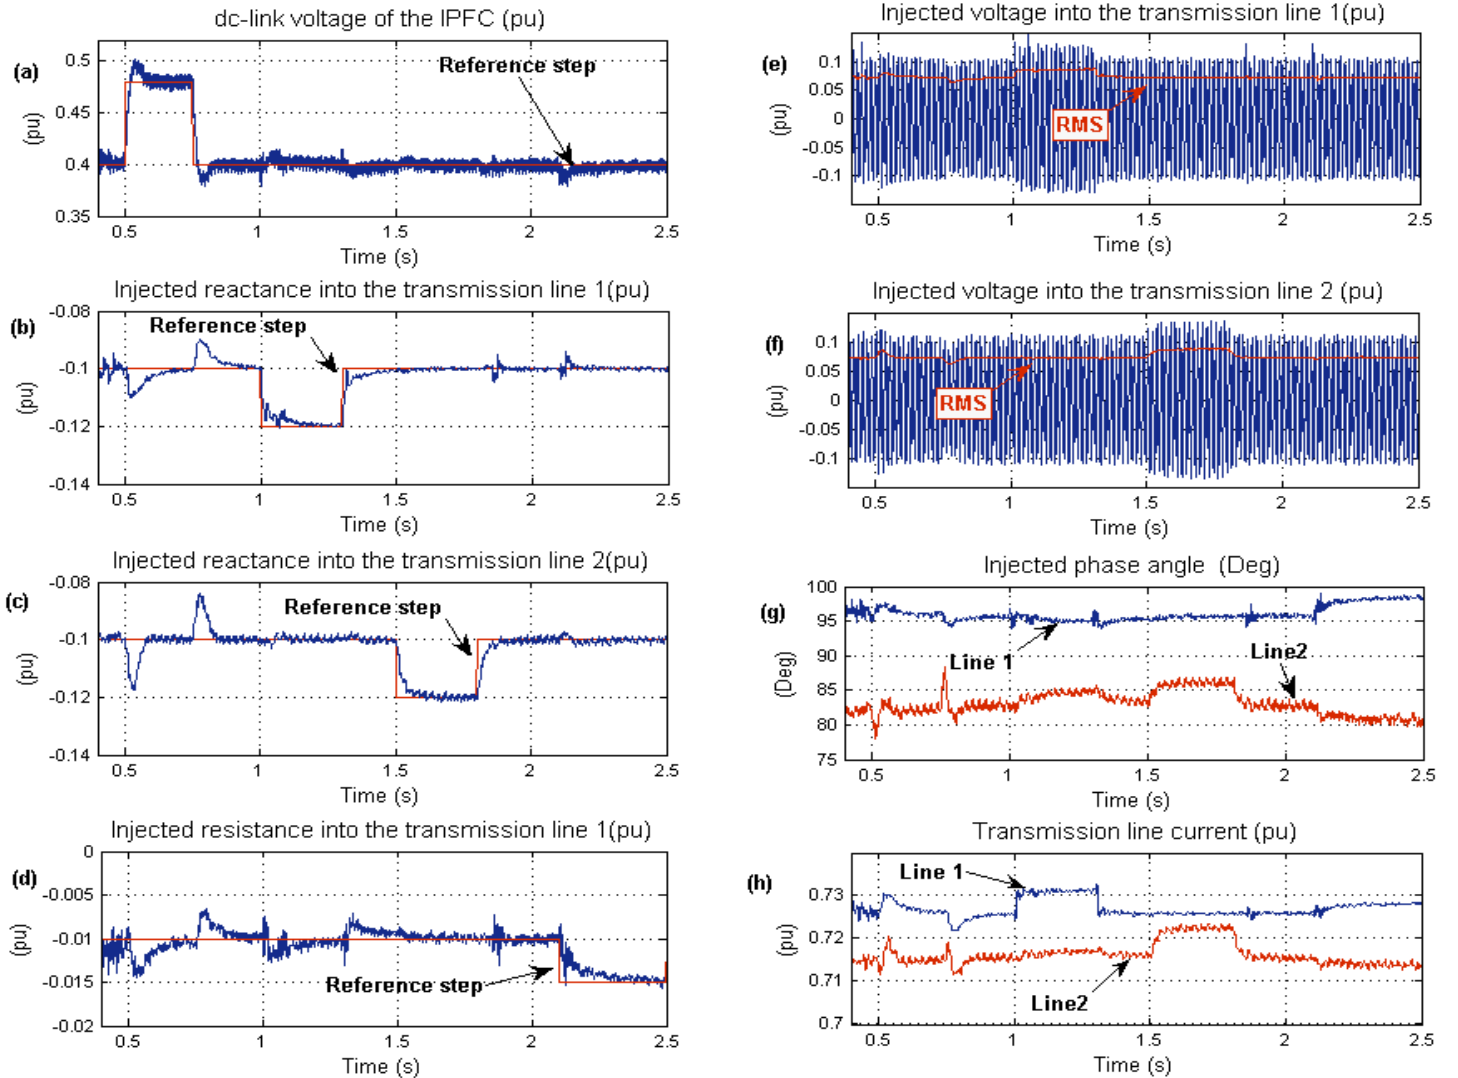 dc-link voltage of the IPFC (pu)
(a)
(pu)
0.5
0.45
0.4
0.35
Reference step
0.5 1 1.5 2 2.5
Time (s)
Injected reactance into the transmission line 1(pu)
(b)
(pu)
-0.08
-0.1
-0.12
-0.14
Reference step
0.5 1 1.5 2 2.5
Time (s)
Injected reactance into the transmission line 2(pu)
(c)
(pu)
-0.08
-0.1
-0.12
-0.14
Reference step
0.5 1 1.5 2 2.5
Time (s)
Injected resistance into the transmission line 1(pu)
(d)
(pu)
0
-0.005
-0.01
-0.015
-0.02
Reference step
0.5 1 1.5 2 2.5
Time (s)
Injected voltage into the transmission line 1(pu)
(e)
(pu)
0.1
0.05
0
-0.05
-0.1
RMS
0.5 1 1.5 2 2.5
Time (s)
Injected voltage into the transmission line 2 (pu)
(f)
(pu)
0.1
0.05
0
-0.05
-0.1
RMS
0.5 1 1.5 2 2.5
Time (s)
Injected phase angle (Deg)
(g)
(Deg)
100
95
90
85
80
75
Line 1
Line2
0.5 1 1.5 2 2.5
Time (s)
Transmission line current (pu)
(h)
(pu)
0.73
0.72
0.71
0.7
Line 1
Line2
0.5 1 1.5 2 2.5
Time (s)